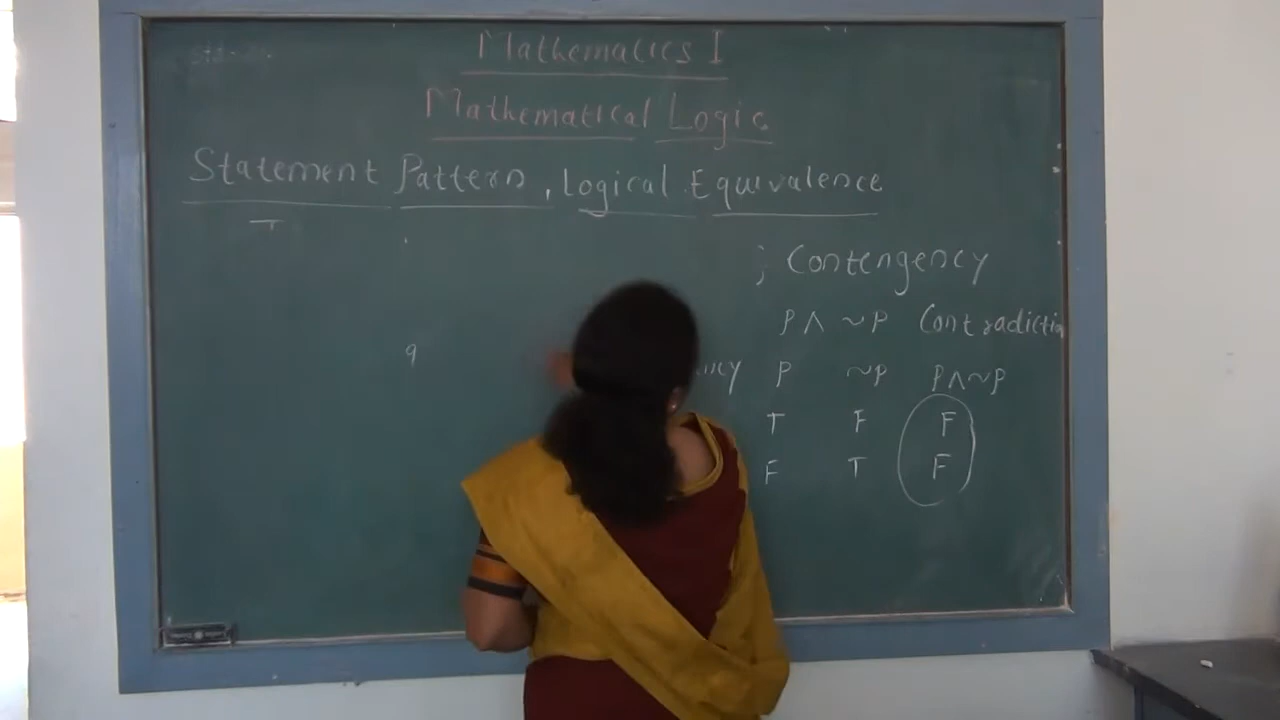 Mathematics I
Mathematical Logic
Statement Pattern, Logical Equivalence
; Contengency
P ∧ ~P Contradictio
q
P ~P P∧~P
T F F
F T F